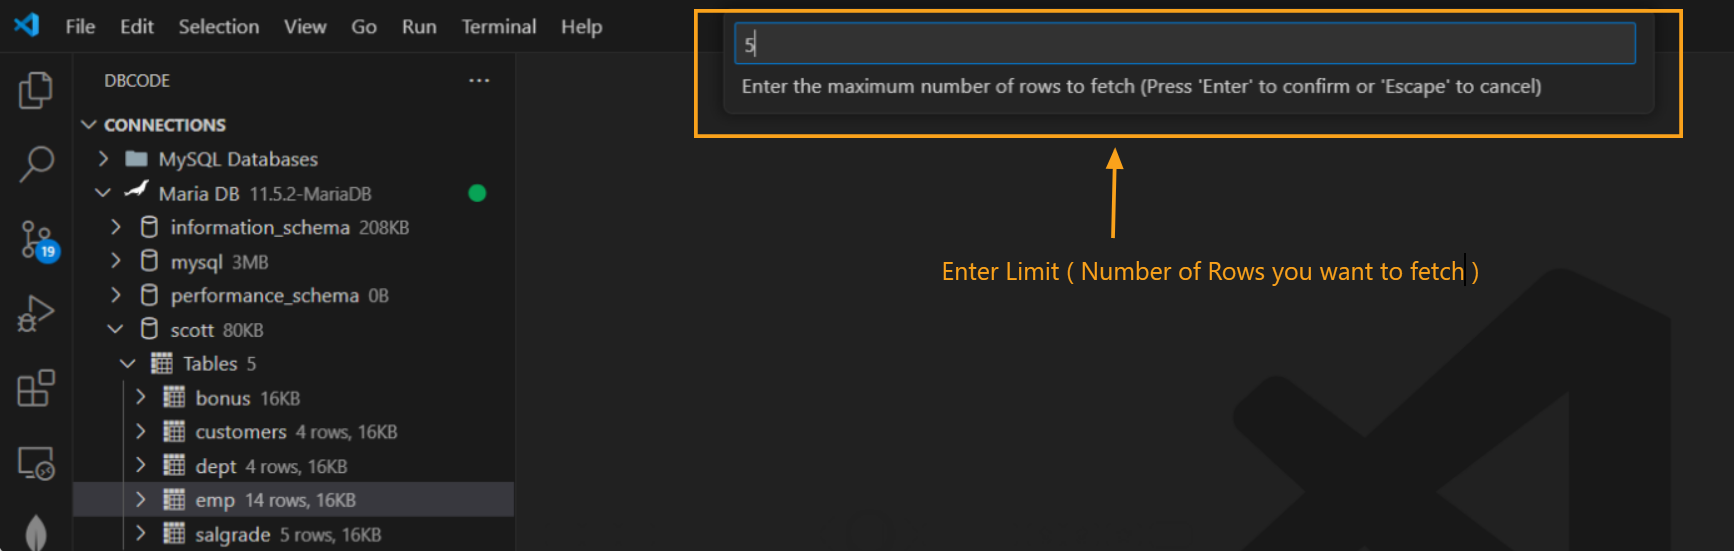 File Edit Selection View Go Run Terminal Help
5
Enter the maximum number of rows to fetch (Press 'Enter' to confirm or 'Escape' to cancel)
DBCODE ...
CONNECTIONS
MySQL Databases
Maria DB 11.5.2-MariaDB
information_schema 208KB
19
mysql 3MB
performance_schema 0B
scott 80KB
Tables 5
bonus 16KB
customers 4 rows, 16KB
dept 4 rows, 16KB
emp 14 rows, 16KB
salgrade 5 rows, 16KB
Enter Limit ( Number of Rows you want to fetch )